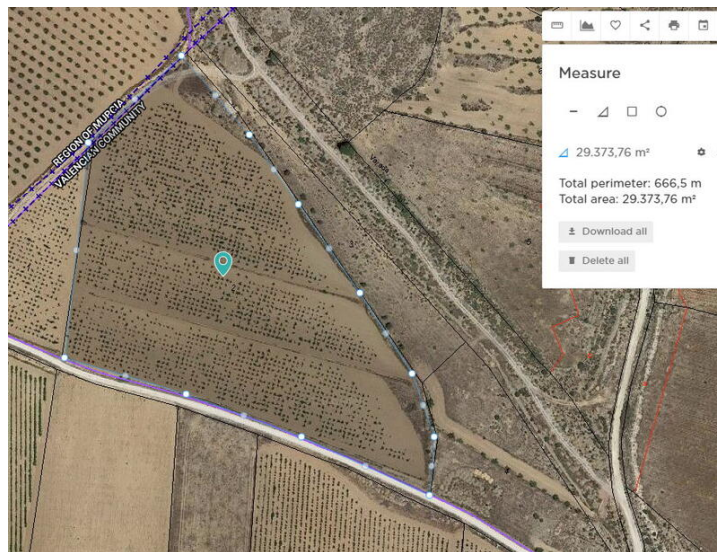 Measure
29.373,76 m²
Total perimeter: 666,5 m
Total area: 29.373,76 m²
Download all
Delete all
REGION OF MURCIA
VALENCIAN COMMUNITY